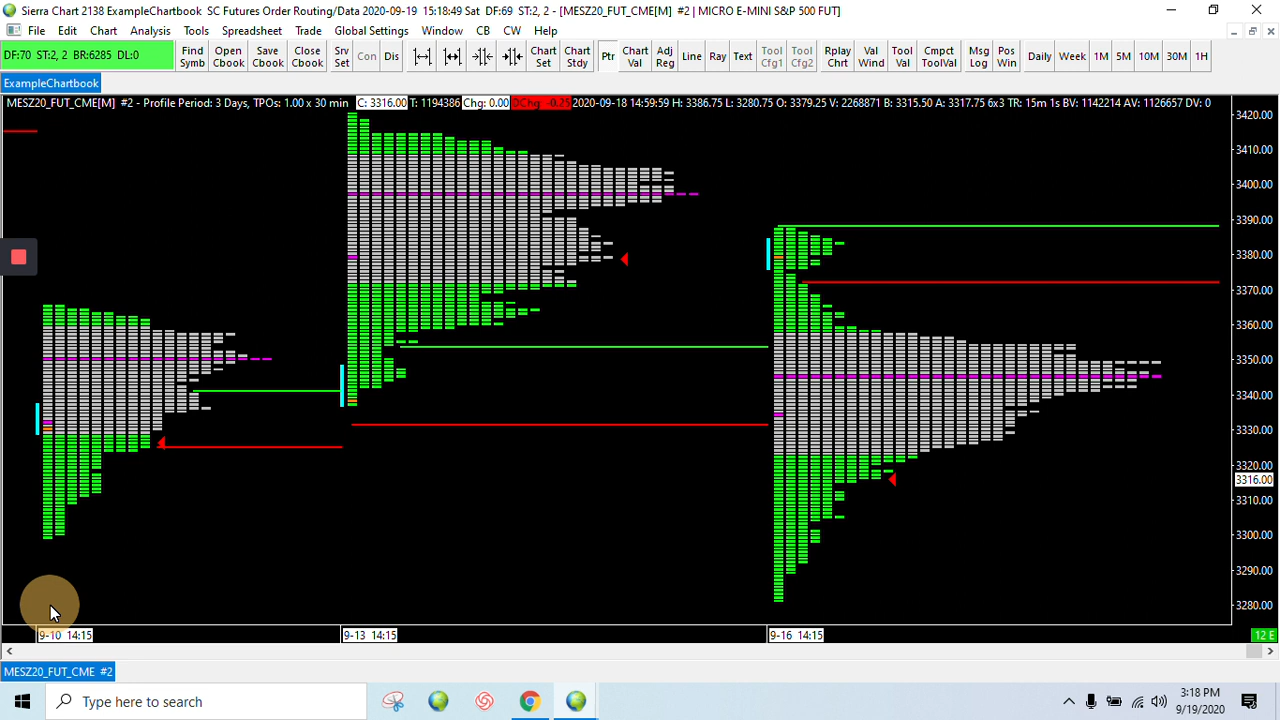 Sierra Chart 2138 ExampleChartbook  SC Futures Order Routing/Data 2020-09-19  15:18:49 Sat  DF:69  ST:2, 2  - [MESZ20_FUT_CME[M]  #2 | MICRO E-MINI S&P 500 FUT]
File Edit Chart Analysis Tools Spreadsheet Trade Global Settings Window CB CW Help
DF:70  ST:2, 2  BR:6285  DL:0
Find Symb
Open Cbook
Save Cbook
Close Cbook
Srv Set
Con
Dis
Chart Set
Chart Stdy
Ptr
Chart Val
Adj Reg
Line
Ray
Text
Tool Cfg1
Tool Cfg2
Rplay Chrt
Val Wind
Tool Val
Cmpct ToolVal
Msg Log
Pos Win
Daily
Week
1M
5M
10M
30M
1H
ExampleChartbook
MESZ20_FUT_CME[M]  #2 - Profile Period: 3 Days, TPOs: 1.00 x 30 min  C: 3316.00 T: 1194386 Chg: 0.00 DChg: -0.25 2020-09-18 14:59:59 H: 3386.75 L: 3280.75 O: 3379.25 V: 2268871 B: 3315.50 A: 3317.75 6x3 TR: 15m 1s BV: 1142214 AV: 1126657 DV: 0
3420.00
3410.00
3400.00
3390.00
3380.00
3370.00
3360.00
3350.00
3340.00
3330.00
3320.00
3316.00
3310.00
3300.00
3290.00
3280.00
9-10  14:15
9-13  14:15
9-16  14:15
12 E
MESZ20_FUT_CME  #2
Type here to search
3:18 PM
9/19/2020